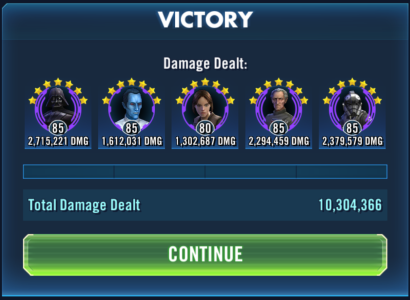 VICTORY
Damage Dealt:
85 85 80 85 85
2,715,221 DMG 1,612,031 DMG 1,302,687 DMG 2,294,459 DMG 2,379,579 DMG
Total Damage Dealt 10,304,366
CONTINUE